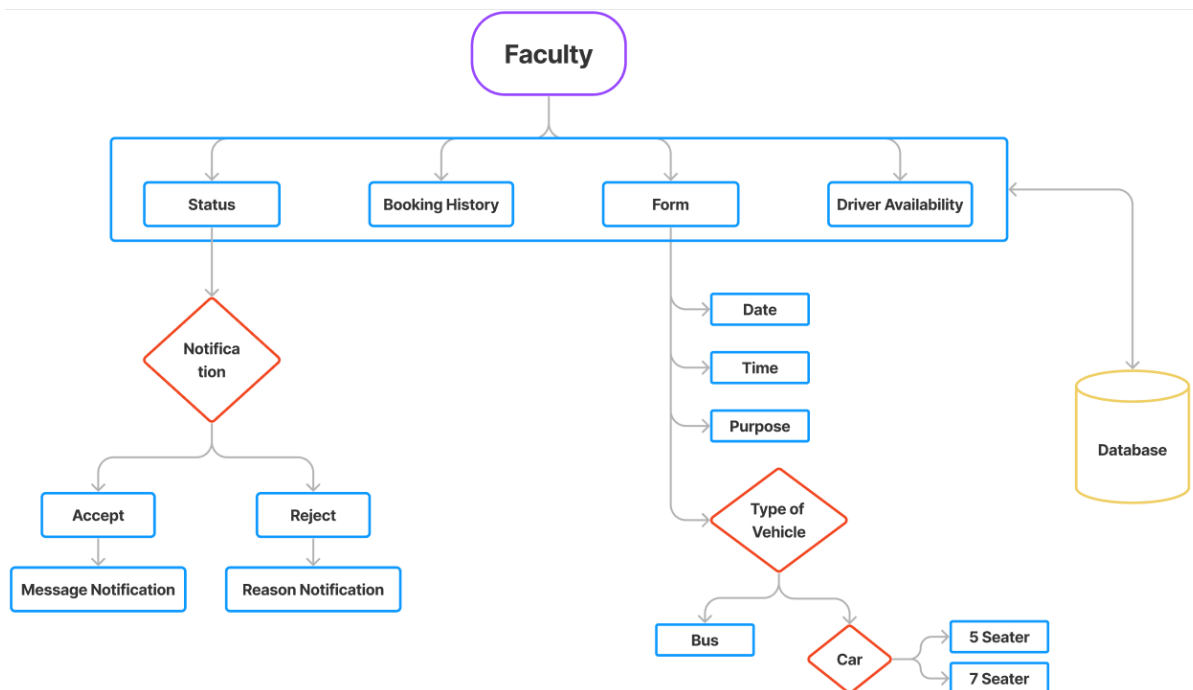 Faculty
Status
Booking History
Form
Driver Availability
Notifica
tion
Date
Time
Purpose
Database
Accept
Reject
Type of
Vehicle
Message Notification
Reason Notification
Bus
Car
5 Seater
7 Seater